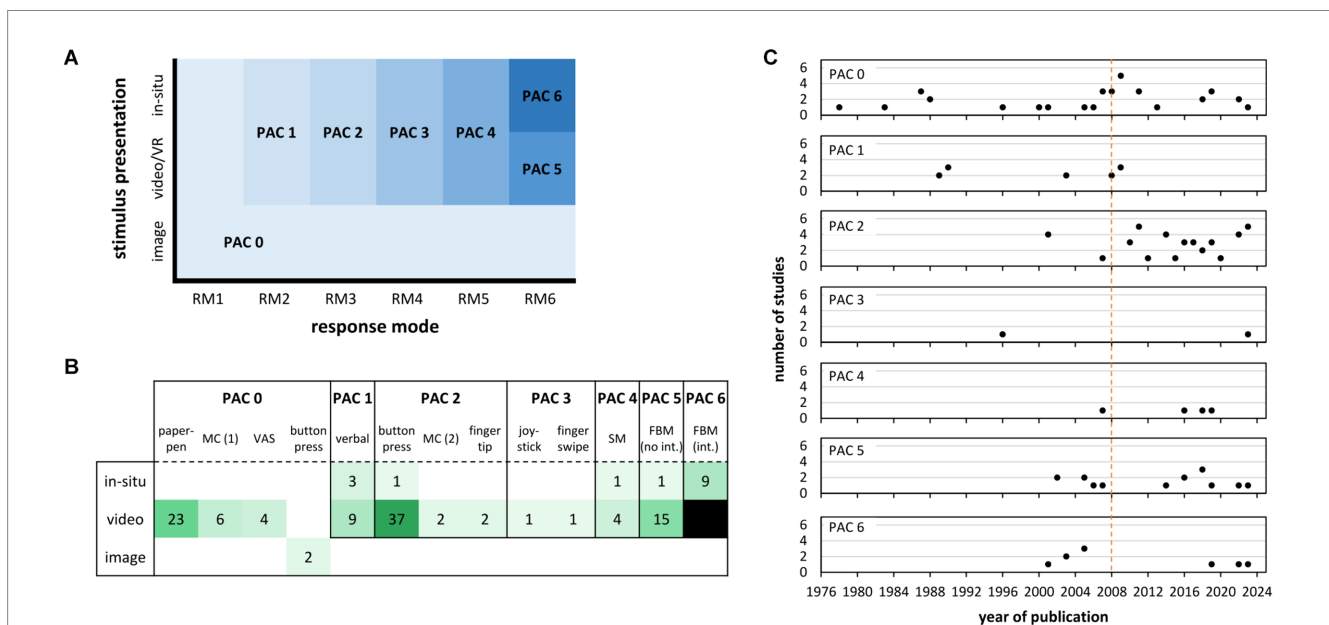 A
stimulus presentation
in-situ
video/VR
image
PAC 6
PAC 1 PAC 2 PAC 3 PAC 4
PAC 5
PAC 0
RM1 RM2 RM3 RM4 RM5 RM6
response mode
B
PAC 0 PAC 1 PAC 2 PAC 3 PAC 4 PAC 5 PAC 6
paper-pen MC (1) VAS button press verbal button press MC (2) finger tip joy-stick finger swipe SM FBM (no int.) FBM (int.)
in-situ 3 1 1 1 9
video 23 6 4 9 37 2 2 1 1 4 15
image 2
C
number of studies
PAC 0
6
4
2
0
PAC 1
6
4
2
0
PAC 2
6
4
2
0
PAC 3
6
4
2
0
PAC 4
6
4
2
0
PAC 5
6
4
2
0
PAC 6
6
4
2
0
1976 1980 1984 1988 1992 1996 2000 2004 2008 2012 2016 2020 2024
year of publication